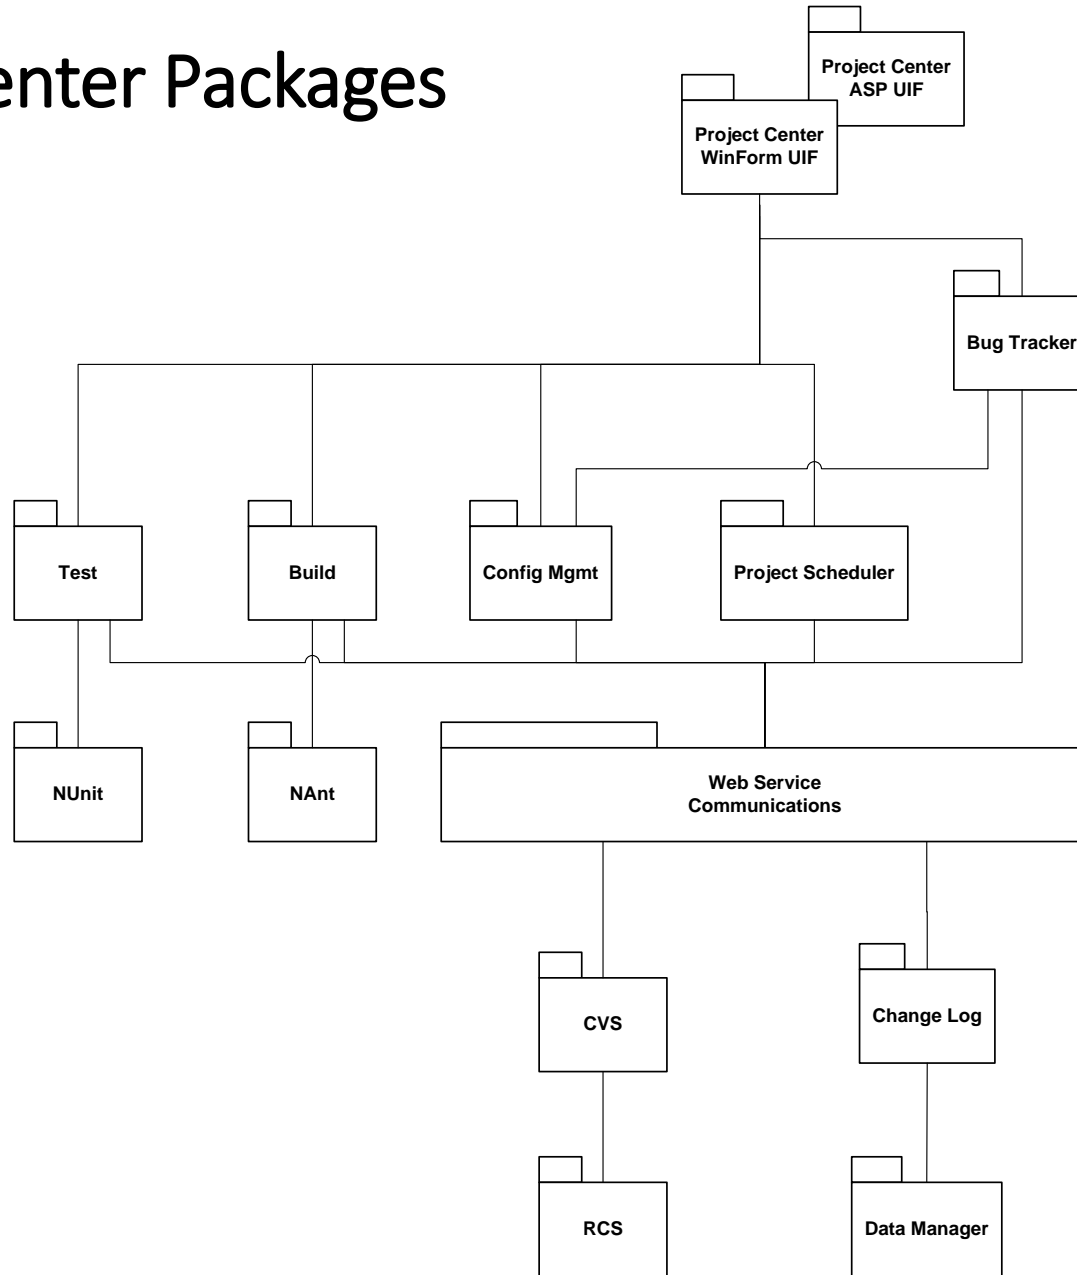 enter Packages
Project Center
ASP UIF
Project Center
WinForm UIF
Bug Tracker
Test
Build
Config Mgmt
Project Scheduler
NUnit
NAnt
Web Service
Communications
CVS
Change Log
RCS
Data Manager